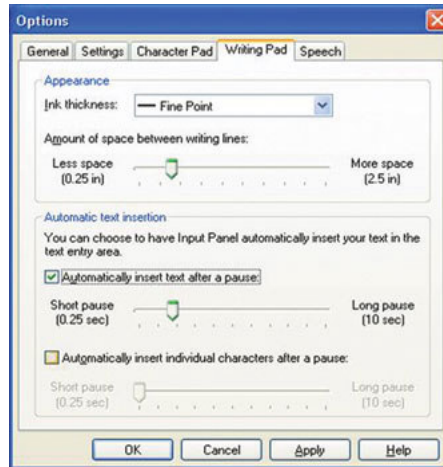 Options
General Settings Character Pad Writing Pad Speech
Appearance
Ink thickness: Fine Point
Amount of space between writing lines:
Less space More space
(0.25 in) (2.5 in)
Automatic text insertion
You can choose to have Input Panel automatically insert your text in the
text entry area.
Automatically insert text after a pause:
Short pause Long pause
(0.25 sec) (10 sec)
Automatically insert individual characters after a pause:
Short pause Long pause
(0.25 sec) (10 sec)
OK Cancel Apply Help